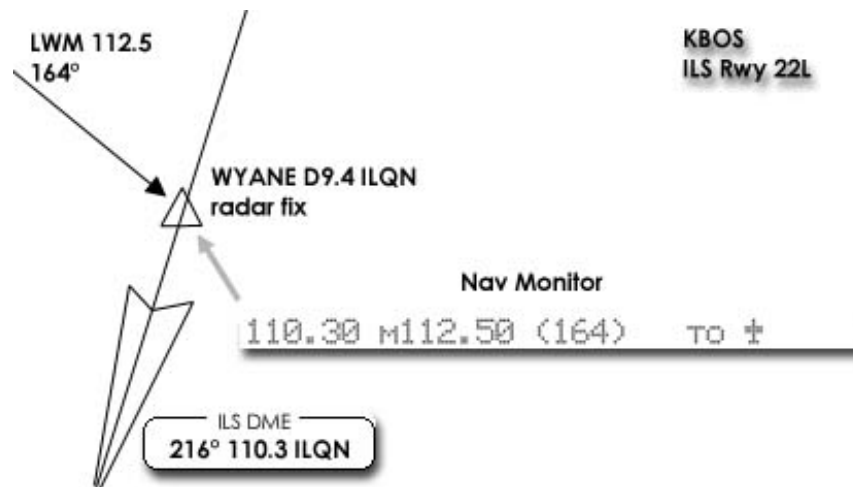 LWM 112.5
164°
KBOS
ILS Rwy 22L
WYANE D9.4 ILQN
radar fix
Nav Monitor
110.30 M112.50 (164) TO
ILS DME
216° 110.3 ILQN